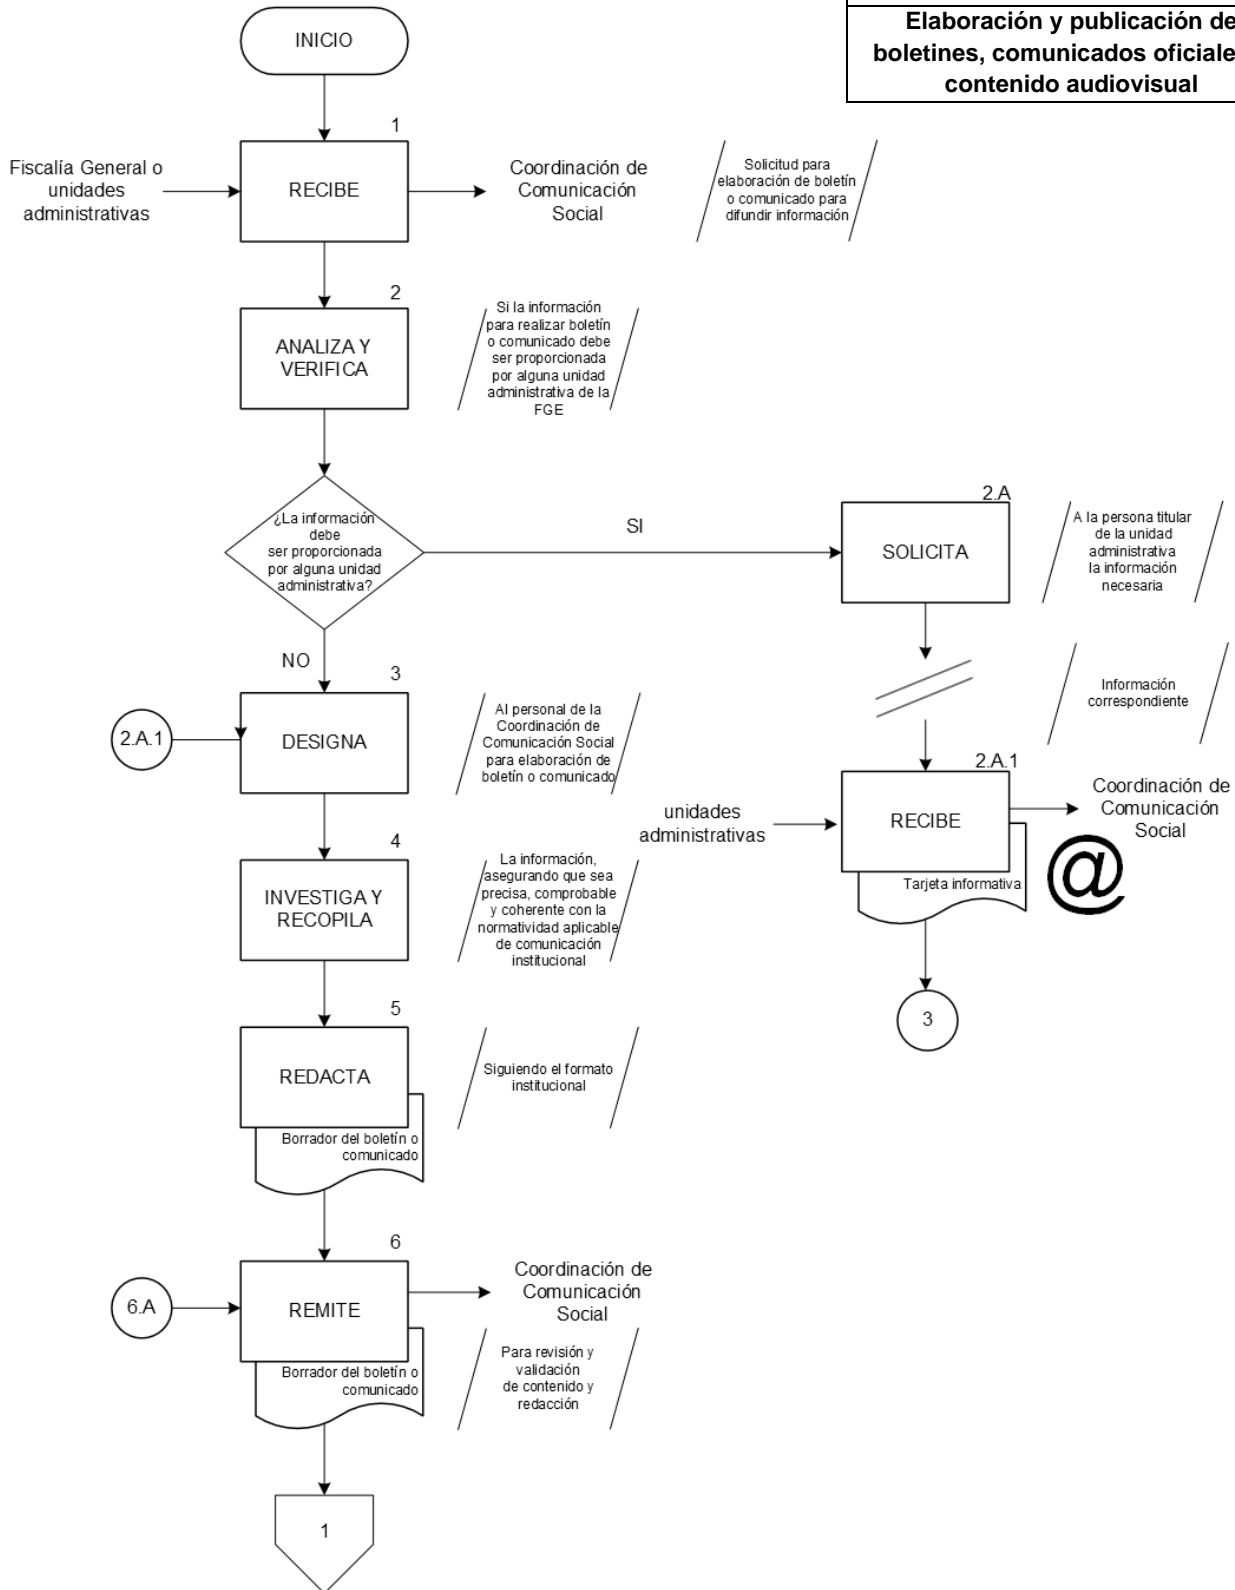 Elaboración y publicación de
boletines, comunicados oficiale
contenido audiovisual
INICIO
1
Fiscalía General o
unidades
administrativas
RECIBE
Coordinación de
Comunicación
Social
Solicitud para
elaboración de boletín
o comunicado para
difundir información
2
ANALIZA Y
VERIFICA
Si la información
para realizar boletín
o comunicado debe
ser proporcionada
por alguna unidad
administrativa de la
FGE
¿La información
debe
ser proporcionada
por alguna unidad
administrativa?
SI
2.A
SOLICITA
A la persona titular
de la unidad
administrativa
la información
necesaria
NO
Información
correspondiente
3
2.A.1
DESIGNA
Al personal de la
Coordinación de
Comunicación Social
para elaboración de
boletín o comunicado
2.A.1
unidades
administrativas
RECIBE
Coordinación de
Comunicación
Social
Tarjeta informativa
@
3
4
INVESTIGA Y
RECOPILA
La información,
asegurando que sea
precisa, comprobable
y coherente con la
normatividad aplicable
de comunicación
institucional
5
REDACTA
Siguiendo el formato
institucional
Borrador del boletín o
comunicado
6
6.A
REMITE
Coordinación de
Comunicación
Social
Borrador del boletín o
comunicado
Para revisión y
validación
de contenido y
redacción
1